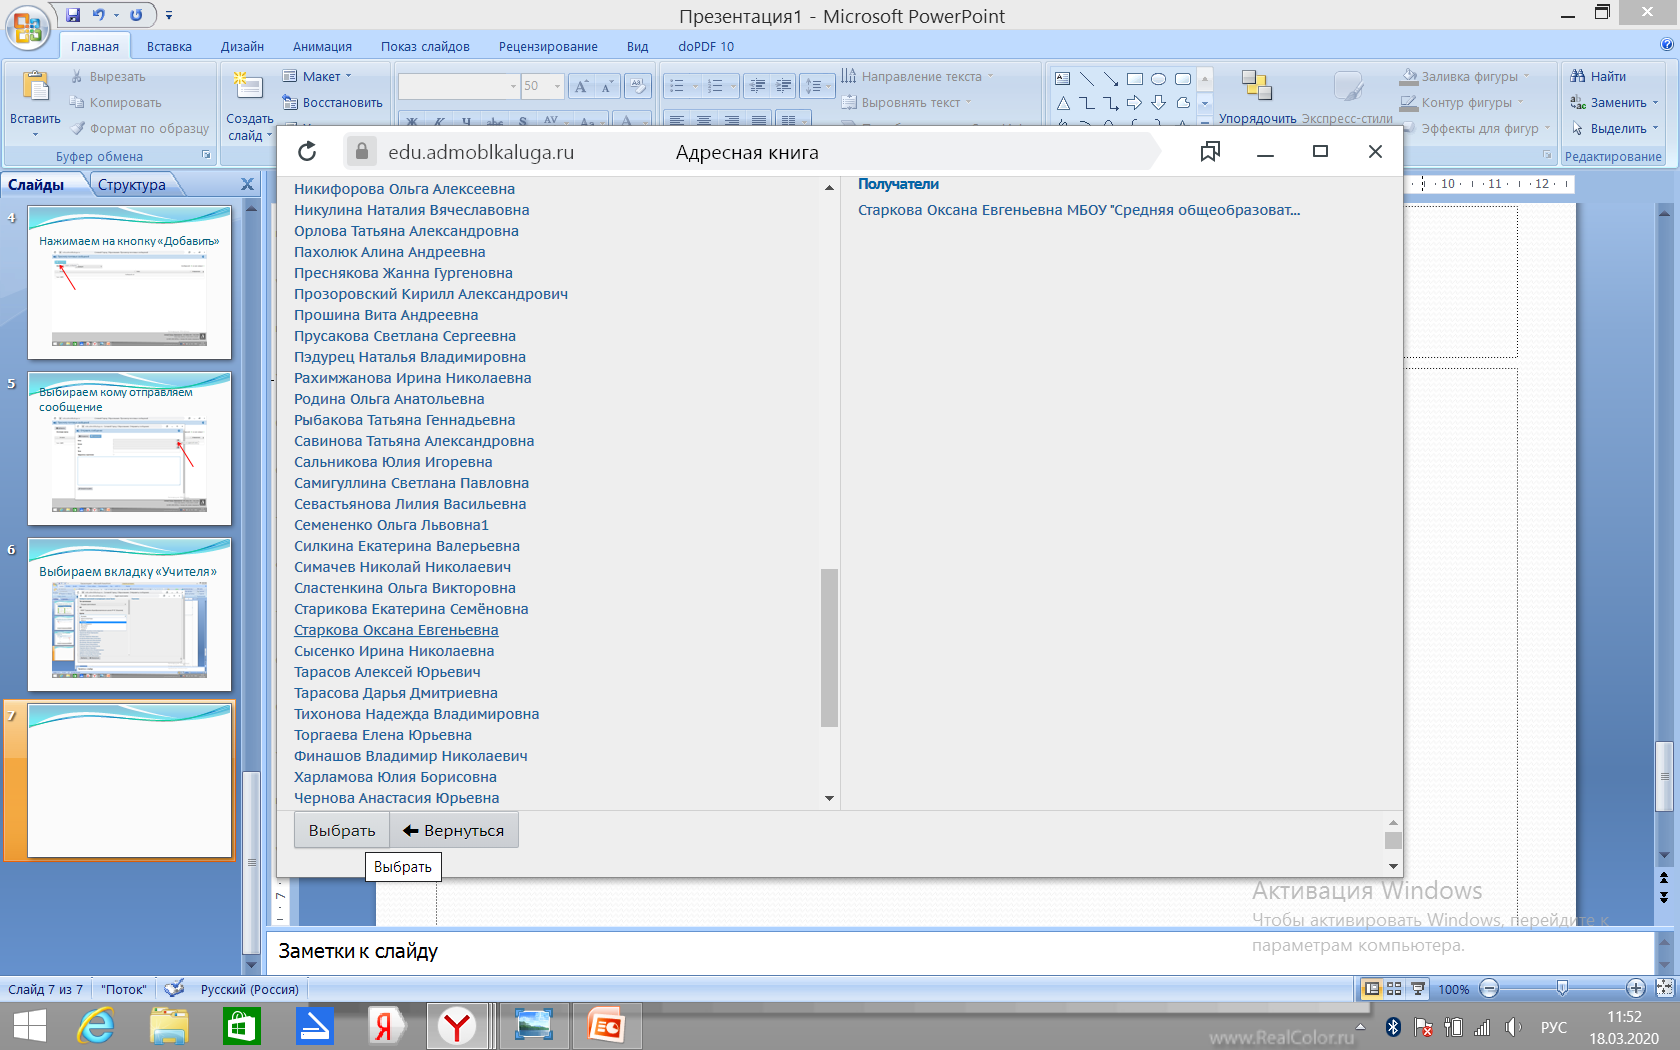 Презентация1 - Microsoft PowerPoint
Главная
Вставка
Дизайн
Анимация
Показ слайдов
Рецензирование
Вид
doPDF 10
Вставить
Вырезать
Копировать
Формат по образцу
Буфер обмена
Создать слайд
Макет
Восстановить
50
Направление текста
Выровнять текст
Упорядочить
Экспресс-стили
Заливка фигуры
Контур фигуры
Эффекты для фигур
Найти
Заменить
Выделить
Редактирование
Слайды
Структура
4
Нажимаем на кнопку «Добавить»
5
Выбираем кому отправляем
сообщение
6
Выбираем вкладку «Учителя»
7
edu.admoblkaluga.ru
Адресная книга
Никифорова Ольга Алексеевна
Никулина Наталия Вячеславовна
Орлова Татьяна Александровна
Пахолюк Алина Андреевна
Преснякова Жанна Гургеновна
Прозоровский Кирилл Александрович
Прошина Вита Андреевна
Прусакова Светлана Сергеевна
Пэдурец Наталья Владимировна
Рахимжанова Ирина Николаевна
Родина Ольга Анатольевна
Рыбакова Татьяна Геннадьевна
Савинова Татьяна Александровна
Сальникова Юлия Игоревна
Самигуллина Светлана Павловна
Севастьянова Лилия Васильевна
Семененко Ольга Львовна1
Силкина Екатерина Валерьевна
Симачев Николай Николаевич
Сластенкина Ольга Викторовна
Старикова Екатерина Семёновна
Старкова Оксана Евгеньевна
Сысенко Ирина Николаевна
Тарасов Алексей Юрьевич
Тарасова Дарья Дмитриевна
Тихонова Надежда Владимировна
Торгаева Елена Юрьевна
Финашов Владимир Николаевич
Харламова Юлия Борисовна
Чернова Анастасия Юрьевна
Получатели
Старкова Оксана Евгеньевна МБОУ "Средняя общеобразоват...
Выбрать
Вернуться
Выбрать
10 11 12
7
Активация Windows
Чтобы активировать Windows, перейдите к
параметрам компьютера.
Заметки к слайду
Слайд 7 из 7
"Поток"
Русский (Россия)
100%
www.RealColor.ru
РУС
11:52
18.03.2020